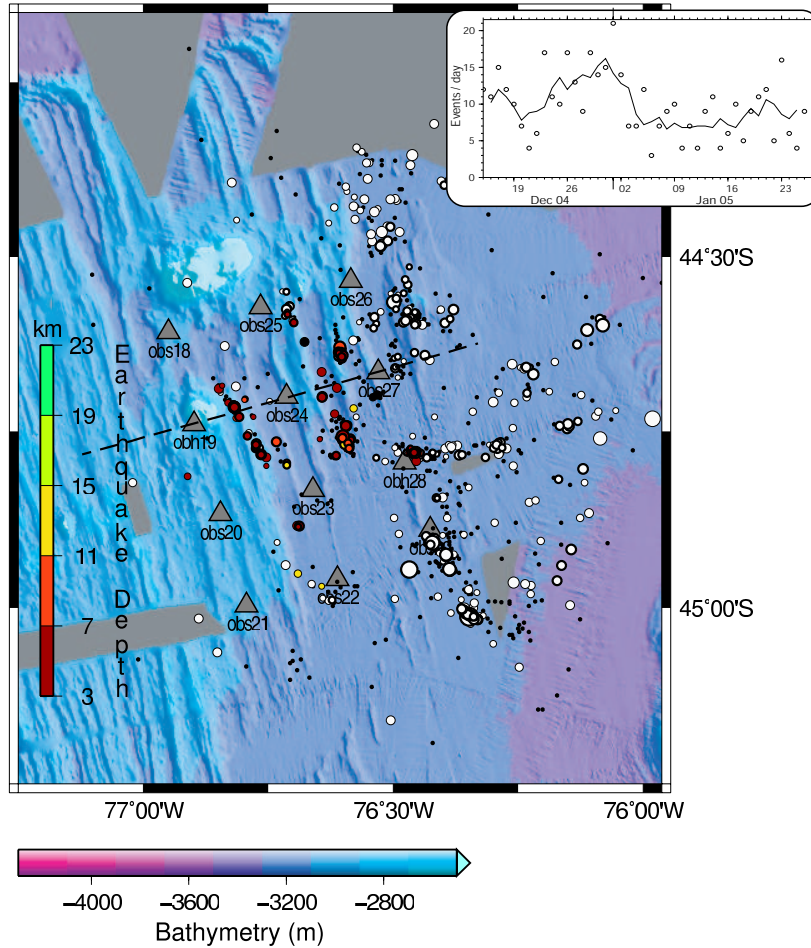 20
15
10
5
0
Events / day
19 26 02 09 16 23
Dec 04 Jan 05
44°30'S
45°00'S
km
23
19
15
11
7
3
Earthquake Depth
obs26
obs25
obs18
obs27
obs24
obh19
obh28
obs23
obs20
obs22
obs21
77°00'W 76°30'W 76°00'W
−4000 −3600 −3200 −2800
Bathymetry (m)